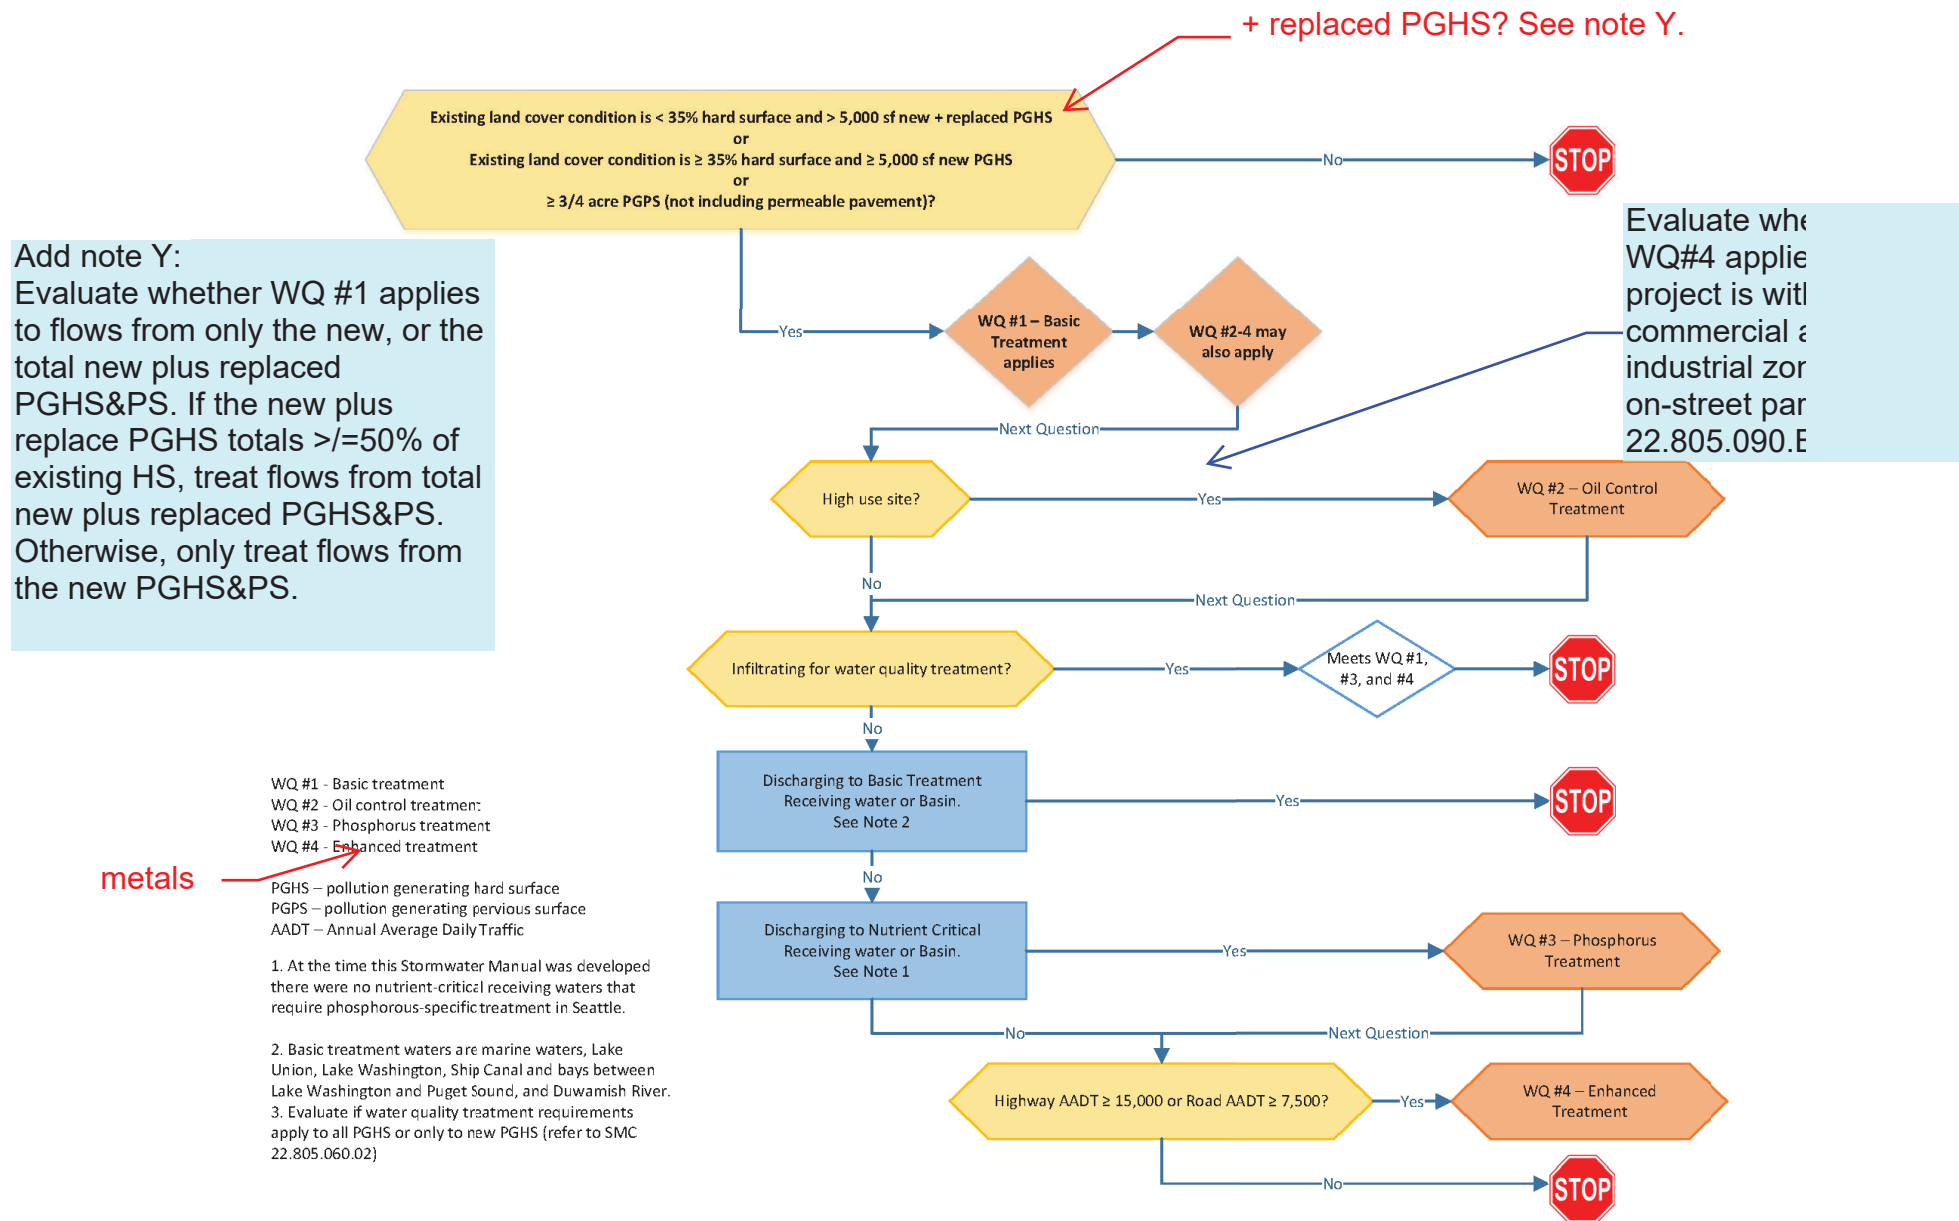 + replaced PGHS? See note Y.
Existing land cover condition is < 35% hard surface and > 5,000 sf new + replaced PGHS
or
Existing land cover condition is ≥ 35% hard surface and ≥ 5,000 sf new PGHS
or
≥ 3/4 acre PGPS (not including permeable pavement)?
No
STOP
Add note Y:
Evaluate whether WQ #1 applies
to flows from only the new, or the
total new plus replaced
PGHS&PS. If the new plus
replace PGHS totals >/=50% of
existing HS, treat flows from total
new plus replaced PGHS&PS.
Otherwise, only treat flows from
the new PGHS&PS.
Evaluate
WQ#4
project is
commercial
industrial
on-street
22.805.090.
Yes
WQ #1 – Basic
Treatment
applies
WQ #2-4 may
also apply
Next Question
High use site?
Yes
WQ #2 – Oil Control
Treatment
No
Next Question
Infiltrating for water quality treatment?
Yes
Meets WQ #1,
#3, and #4
STOP
No
Discharging to Basic Treatment
Receiving water or Basin.
See Note 2
Yes
STOP
No
Discharging to Nutrient Critical
Receiving water or Basin.
See Note 1
Yes
WQ #3 – Phosphorus
Treatment
No
Next Question
Highway AADT ≥ 15,000 or Road AADT ≥ 7,500?
Yes
WQ #4 – Enhanced
Treatment
No
STOP
WQ #1 - Basic treatment
WQ #2 - Oil control treatment
WQ #3 - Phosphorus treatment
WQ #4 - Enhanced treatment
metals
PGHS – pollution generating hard surface
PGPS – pollution generating pervious surface
AADT – Annual Average Daily Traffic
1. At the time this Stormwater Manual was developed
there were no nutrient-critical receiving waters that
require phosphorous-specific treatment in Seattle.
2. Basic treatment waters are marine waters, Lake
Union, Lake Washington, Ship Canal and bays between
Lake Washington and Puget Sound, and Duwamish River.
3. Evaluate if water quality treatment requirements
apply to all PGHS or only to new PGHS (refer to SMC
22.805.060.02)